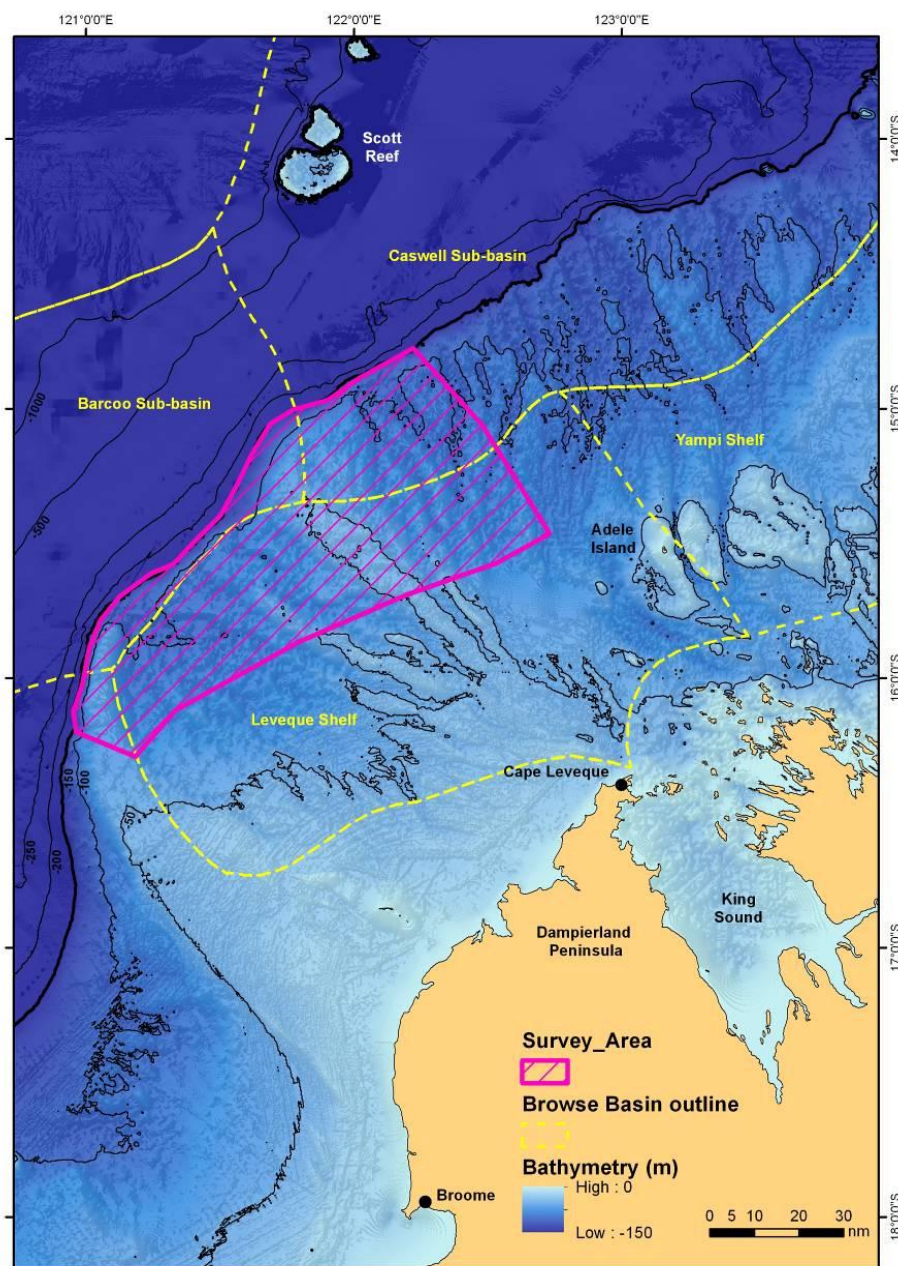 121°0'0"E
122°0'0"E
123°0'0"E
Scott
Reef
14°0'0"S
Caswell Sub-basin
Barcoo Sub-basin
-1000
15°0'0"S
Yampi Shelf
-500
Adele
Island
16°0'0"S
Leveque Shelf
-150
-100
Cape Leveque
-50
-250
-200
King
Sound
Dampierland
Peninsula
17°0'0"S
Survey_Area
Browse Basin outline
Bathymetry (m)
High : 0
Low : -150
Broome
0 5 10 20 30
nm
18°0'0"S